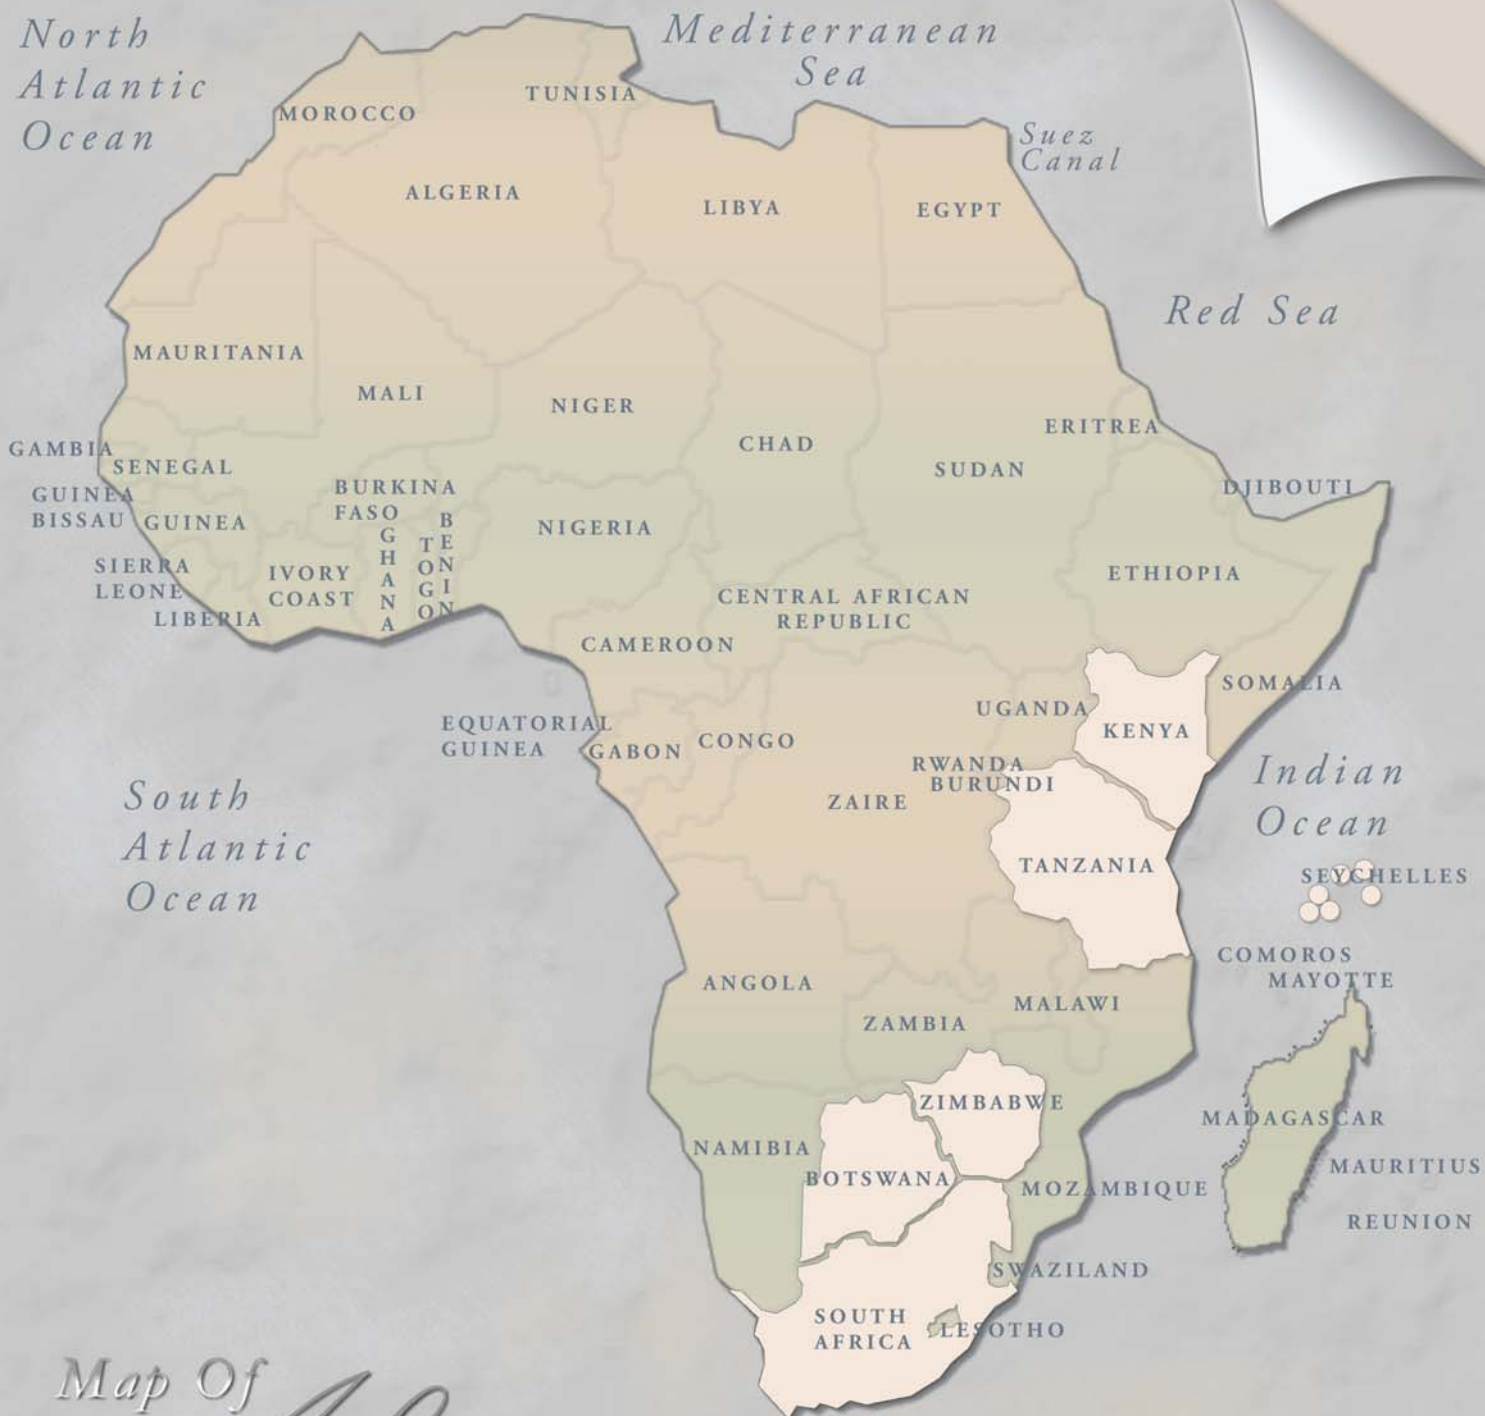 North
Atlantic
Ocean
Mediterranean
Sea
Suez
Canal
MOROCCO
TUNISIA
ALGERIA
LIBYA
EGYPT
Red Sea
MAURITANIA
MALI
NIGER
CHAD
SUDAN
ERITREA
DJIBOUTI
GAMBIA
SENEGAL
GUINEA
BISSAU
GUINEA
BURKINA
FASO
GHANA
TOGO
BENIN
NIGERIA
SIERRA
LEONE
IVORY
COAST
LIBERIA
CENTRAL AFRICAN
REPUBLIC
ETHIOPIA
CAMEROON
SOMALIA
EQUATORIAL
GUINEA
GABON
CONGO
UGANDA
KENYA
RWANDA
BURUNDI
ZAIRE
TANZANIA
South
Atlantic
Ocean
Indian
Ocean
SEYCHELLES
COMOROS
MAYOTTE
ANGOLA
ZAMBIA
MALAWI
ZIMBABWE
MADAGASCAR
NAMIBIA
BOTSWANA
MOZAMBIQUE
MAURITIUS
REUNION
SWAZILAND
SOUTH
AFRICA
LESOTHO
Map Of